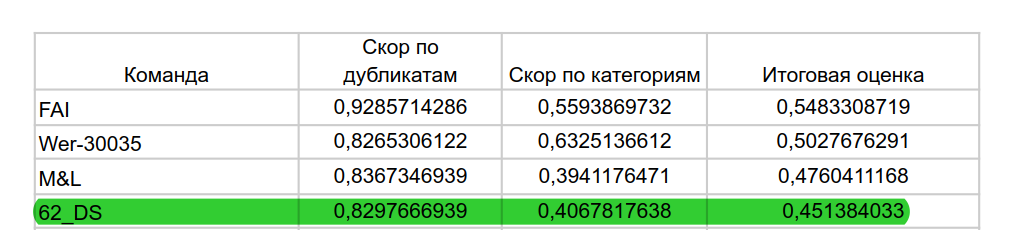 Команда Скор по дубликатам Скор по категориям Итоговая оценка
FAI 0,9285714286 0,5593869732 0,5483308719
Wer-30035 0,8265306122 0,6325136612 0,5027676291
M&L 0,8367346939 0,3941176471 0,4760411168
62_DS 0,8297666939 0,4067817638 0,451384033